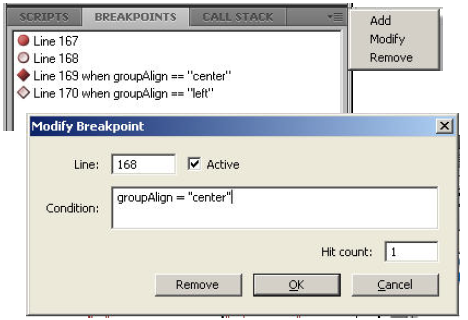 SCRIPTS BREAKPOINTS CALL STACK
Add
Modify
Remove
Line 167
Line 168
Line 169 when groupAlign == "center"
Line 170 when groupAlign == "left"
Modify Breakpoint
Line: 168 Active
Condition: groupAlign = "center"
Hit count: 1
Remove OK Cancel